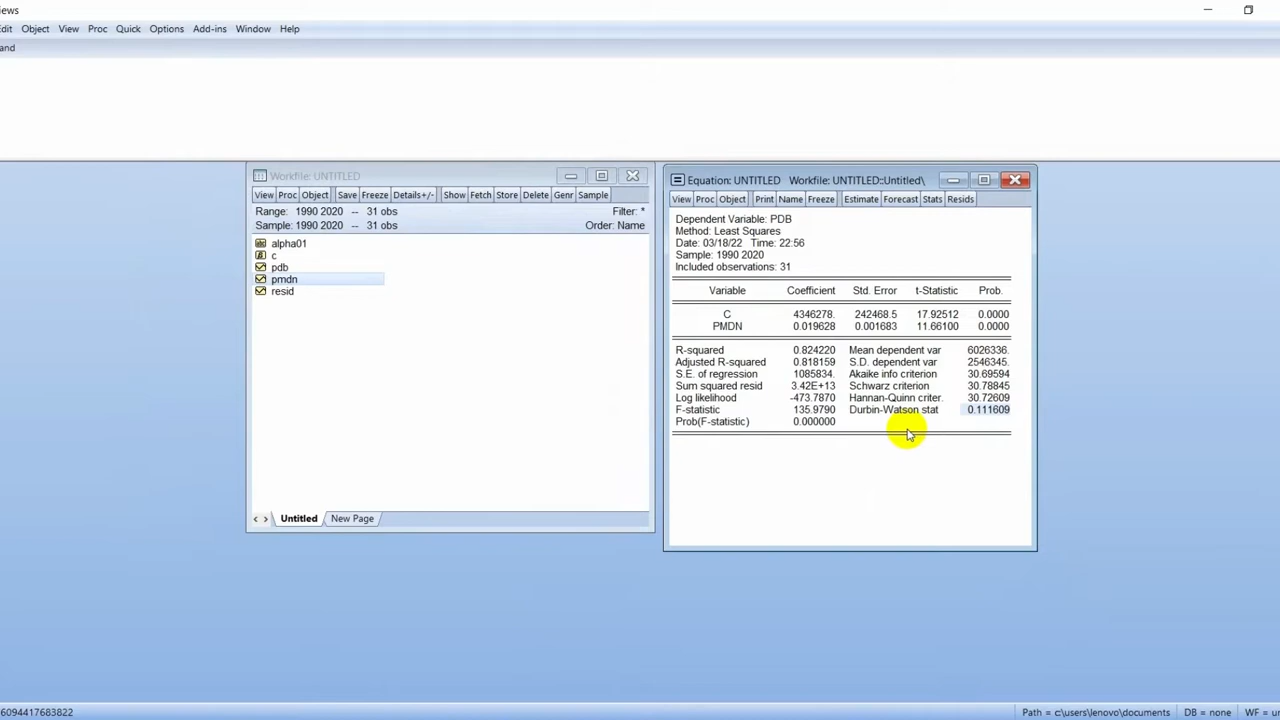 iews
Edit Object View Proc Quick Options Add-ins Window Help
and
Workfile: UNTITLED
View Proc Object Save Freeze Details+/- Show Fetch Store Delete Genr Sample
Range: 1990 2020 -- 31 obs Filter: *
Sample: 1990 2020 -- 31 obs Order: Name
alpha01
c
pdb
pmdn
resid
Untitled New Page
Equation: UNTITLED Workfile: UNTITLED::Untitled\
View Proc Object Print Name Freeze Estimate Forecast Stats Resids
Dependent Variable: PDB
Method: Least Squares
Date: 03/18/22 Time: 22:56
Sample: 1990 2020
Included observations: 31
Variable Coefficient Std. Error t-Statistic Prob.
C 4346278. 242468.5 17.92512 0.0000
PMDN 0.019628 0.001683 11.66100 0.0000
R-squared 0.824220 Mean dependent var 6026336.
Adjusted R-squared 0.818159 S.D. dependent var 2546345.
S.E. of regression 1085834. Akaike info criterion 30.69594
Sum squared resid 3.42E+13 Schwarz criterion 30.78845
Log likelihood -473.7870 Hannan-Quinn criter. 30.72609
F-statistic 135.9790 Durbin-Watson stat 0.111609
Prob(F-statistic) 0.000000
6094417683822 Path = c:\users\lenovo\documents DB = none WF = un